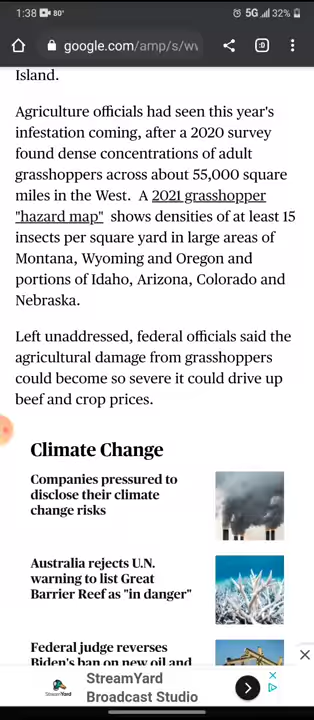 1:38 80°
5G 32%
google.com/amp/s/wv
Island.
Agriculture officials had seen this year's
infestation coming, after a 2020 survey
found dense concentrations of adult
grasshoppers across about 55,000 square
miles in the West. A 2021 grasshopper
"hazard map" shows densities of at least 15
insects per square yard in large areas of
Montana, Wyoming and Oregon and
portions of Idaho, Arizona, Colorado and
Nebraska.
Left unaddressed, federal officials said the
agricultural damage from grasshoppers
could become so severe it could drive up
beef and crop prices.
Climate Change
Companies pressured to
disclose their climate
change risks
Australia rejects U.N.
warning to list Great
Barrier Reef as "in danger"
Federal judge reverses
Biden's ban on new oil and
StreamYard
StreamYard
Broadcast Studio